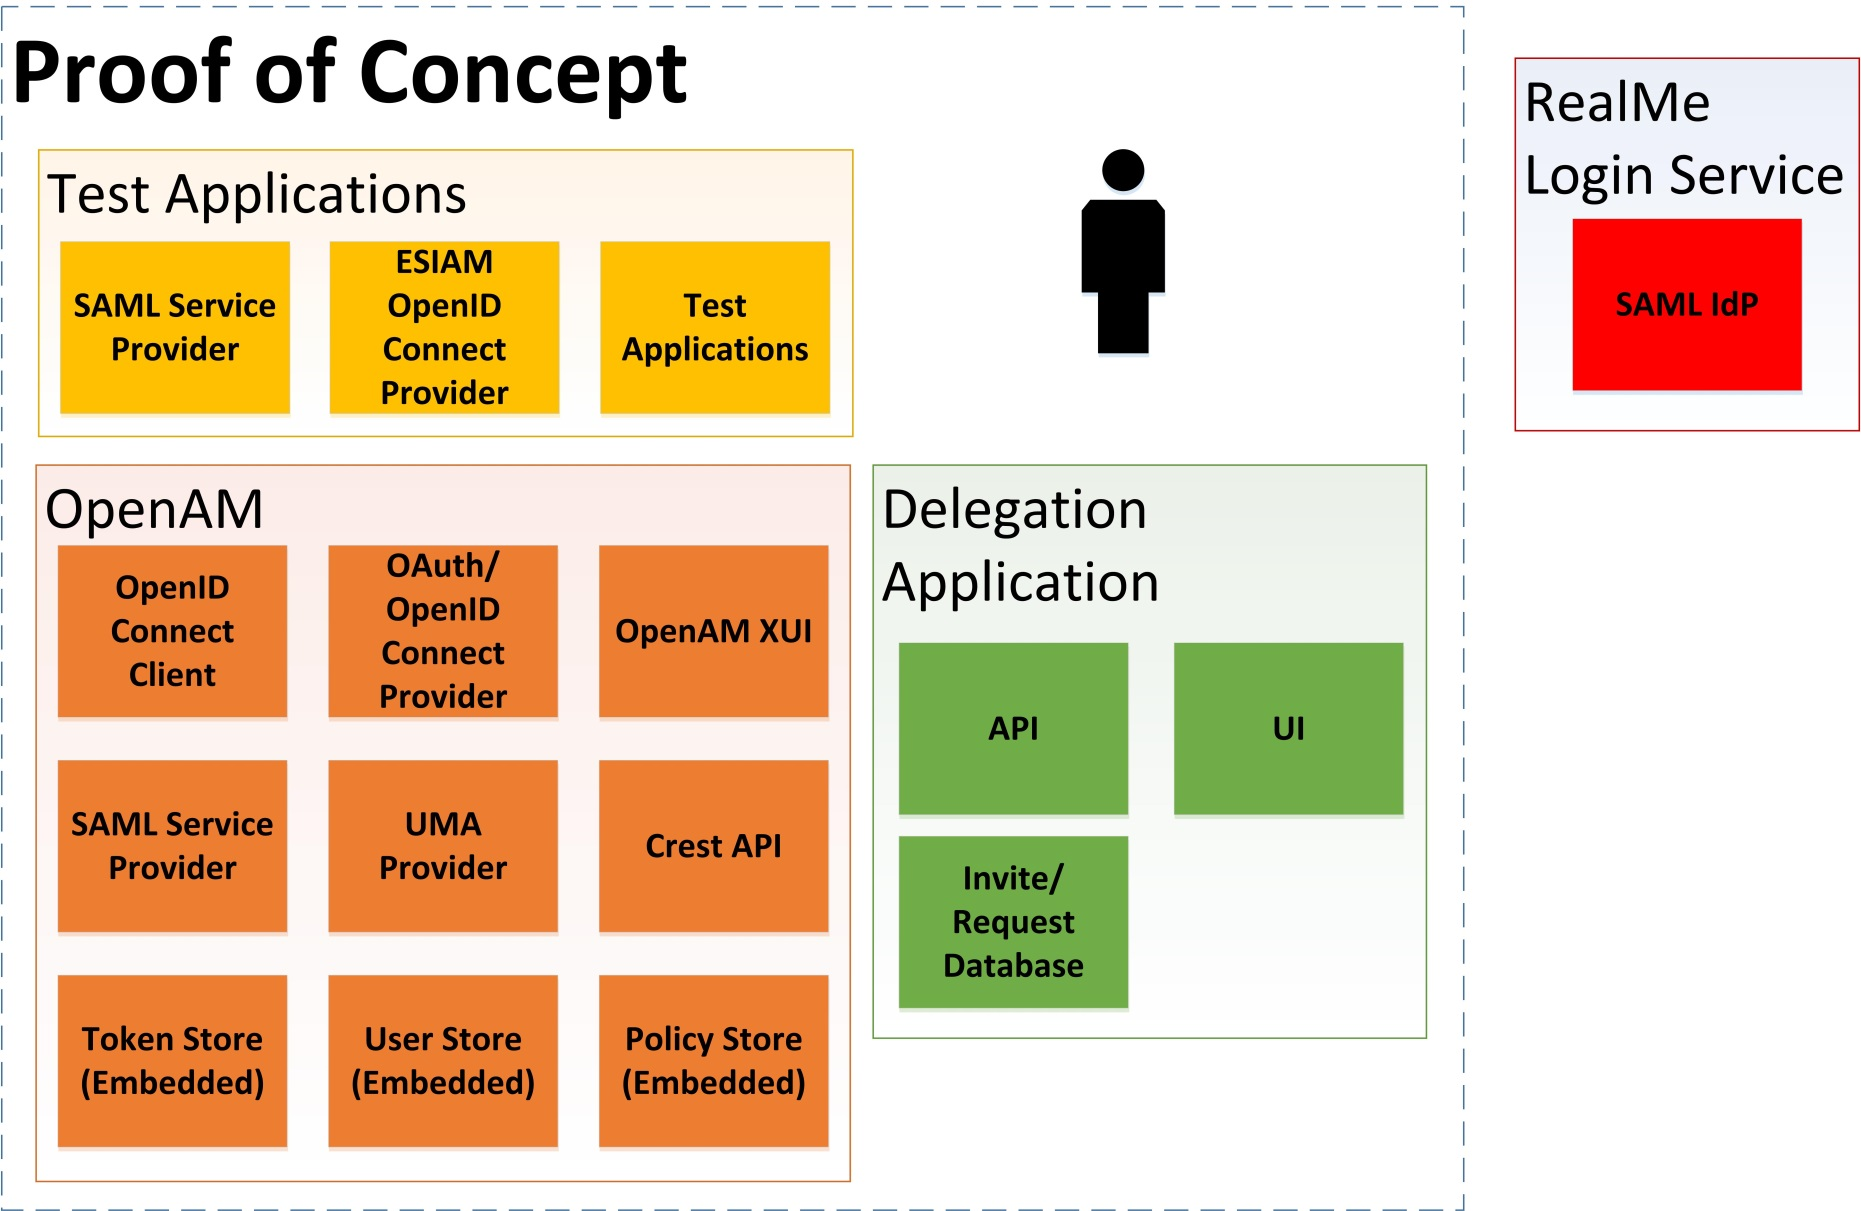 Proof of Concept
Test Applications
SAML Service
Provider
ESIAM
OpenID
Connect
Provider
Test
Applications
RealMe
Login Service
SAML IdP
OpenAM
OpenID
Connect
Client
OAuth/
OpenID
Connect
Provider
OpenAM XUI
SAML Service
Provider
UMA
Provider
Crest API
Token Store
(Embedded)
User Store
(Embedded)
Policy Store
(Embedded)
Delegation
Application
API
UI
Invite/
Request
Database